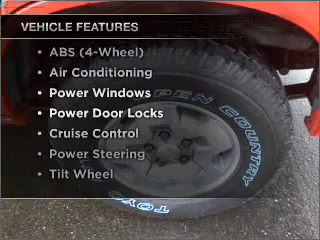 VEHICLE FEATURES
• ABS (4-Wheel)
• Air Conditioning
• Power Windows
• Power Door Locks
• Cruise Control
• Power Steering
• Tilt Wheel
OPEN COUNTRY
TOYO